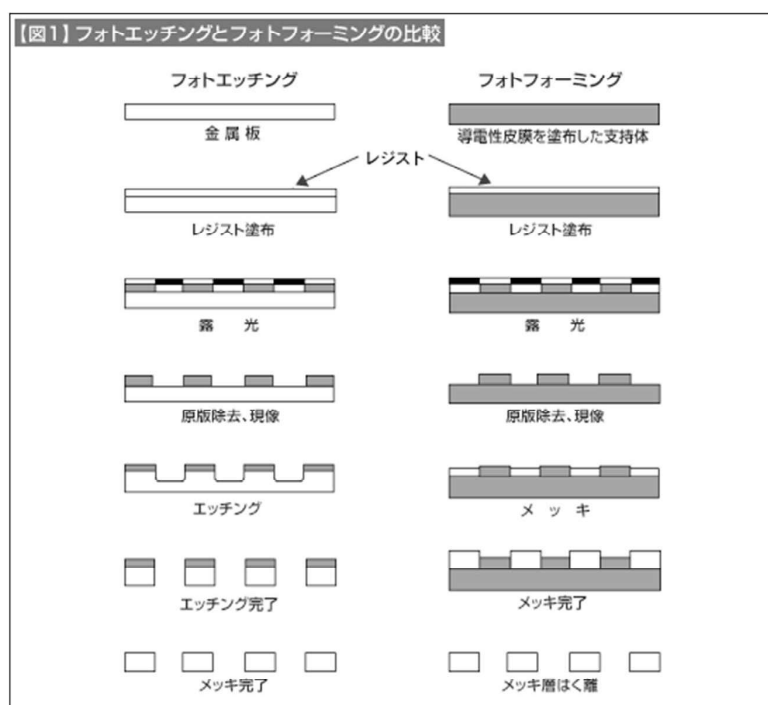 【図1】フォトエッチングとフォトフォーミングの比較
フォトエッチング
フォトフォーミング
金属板
導電性皮膜を塗布した支持体
レジスト
レジスト塗布
レジスト塗布
露光
露光
原版除去、現像
原版除去、現像
エッチング
メッキ
エッチング完了
メッキ完了
メッキ完了
メッキ層はく離